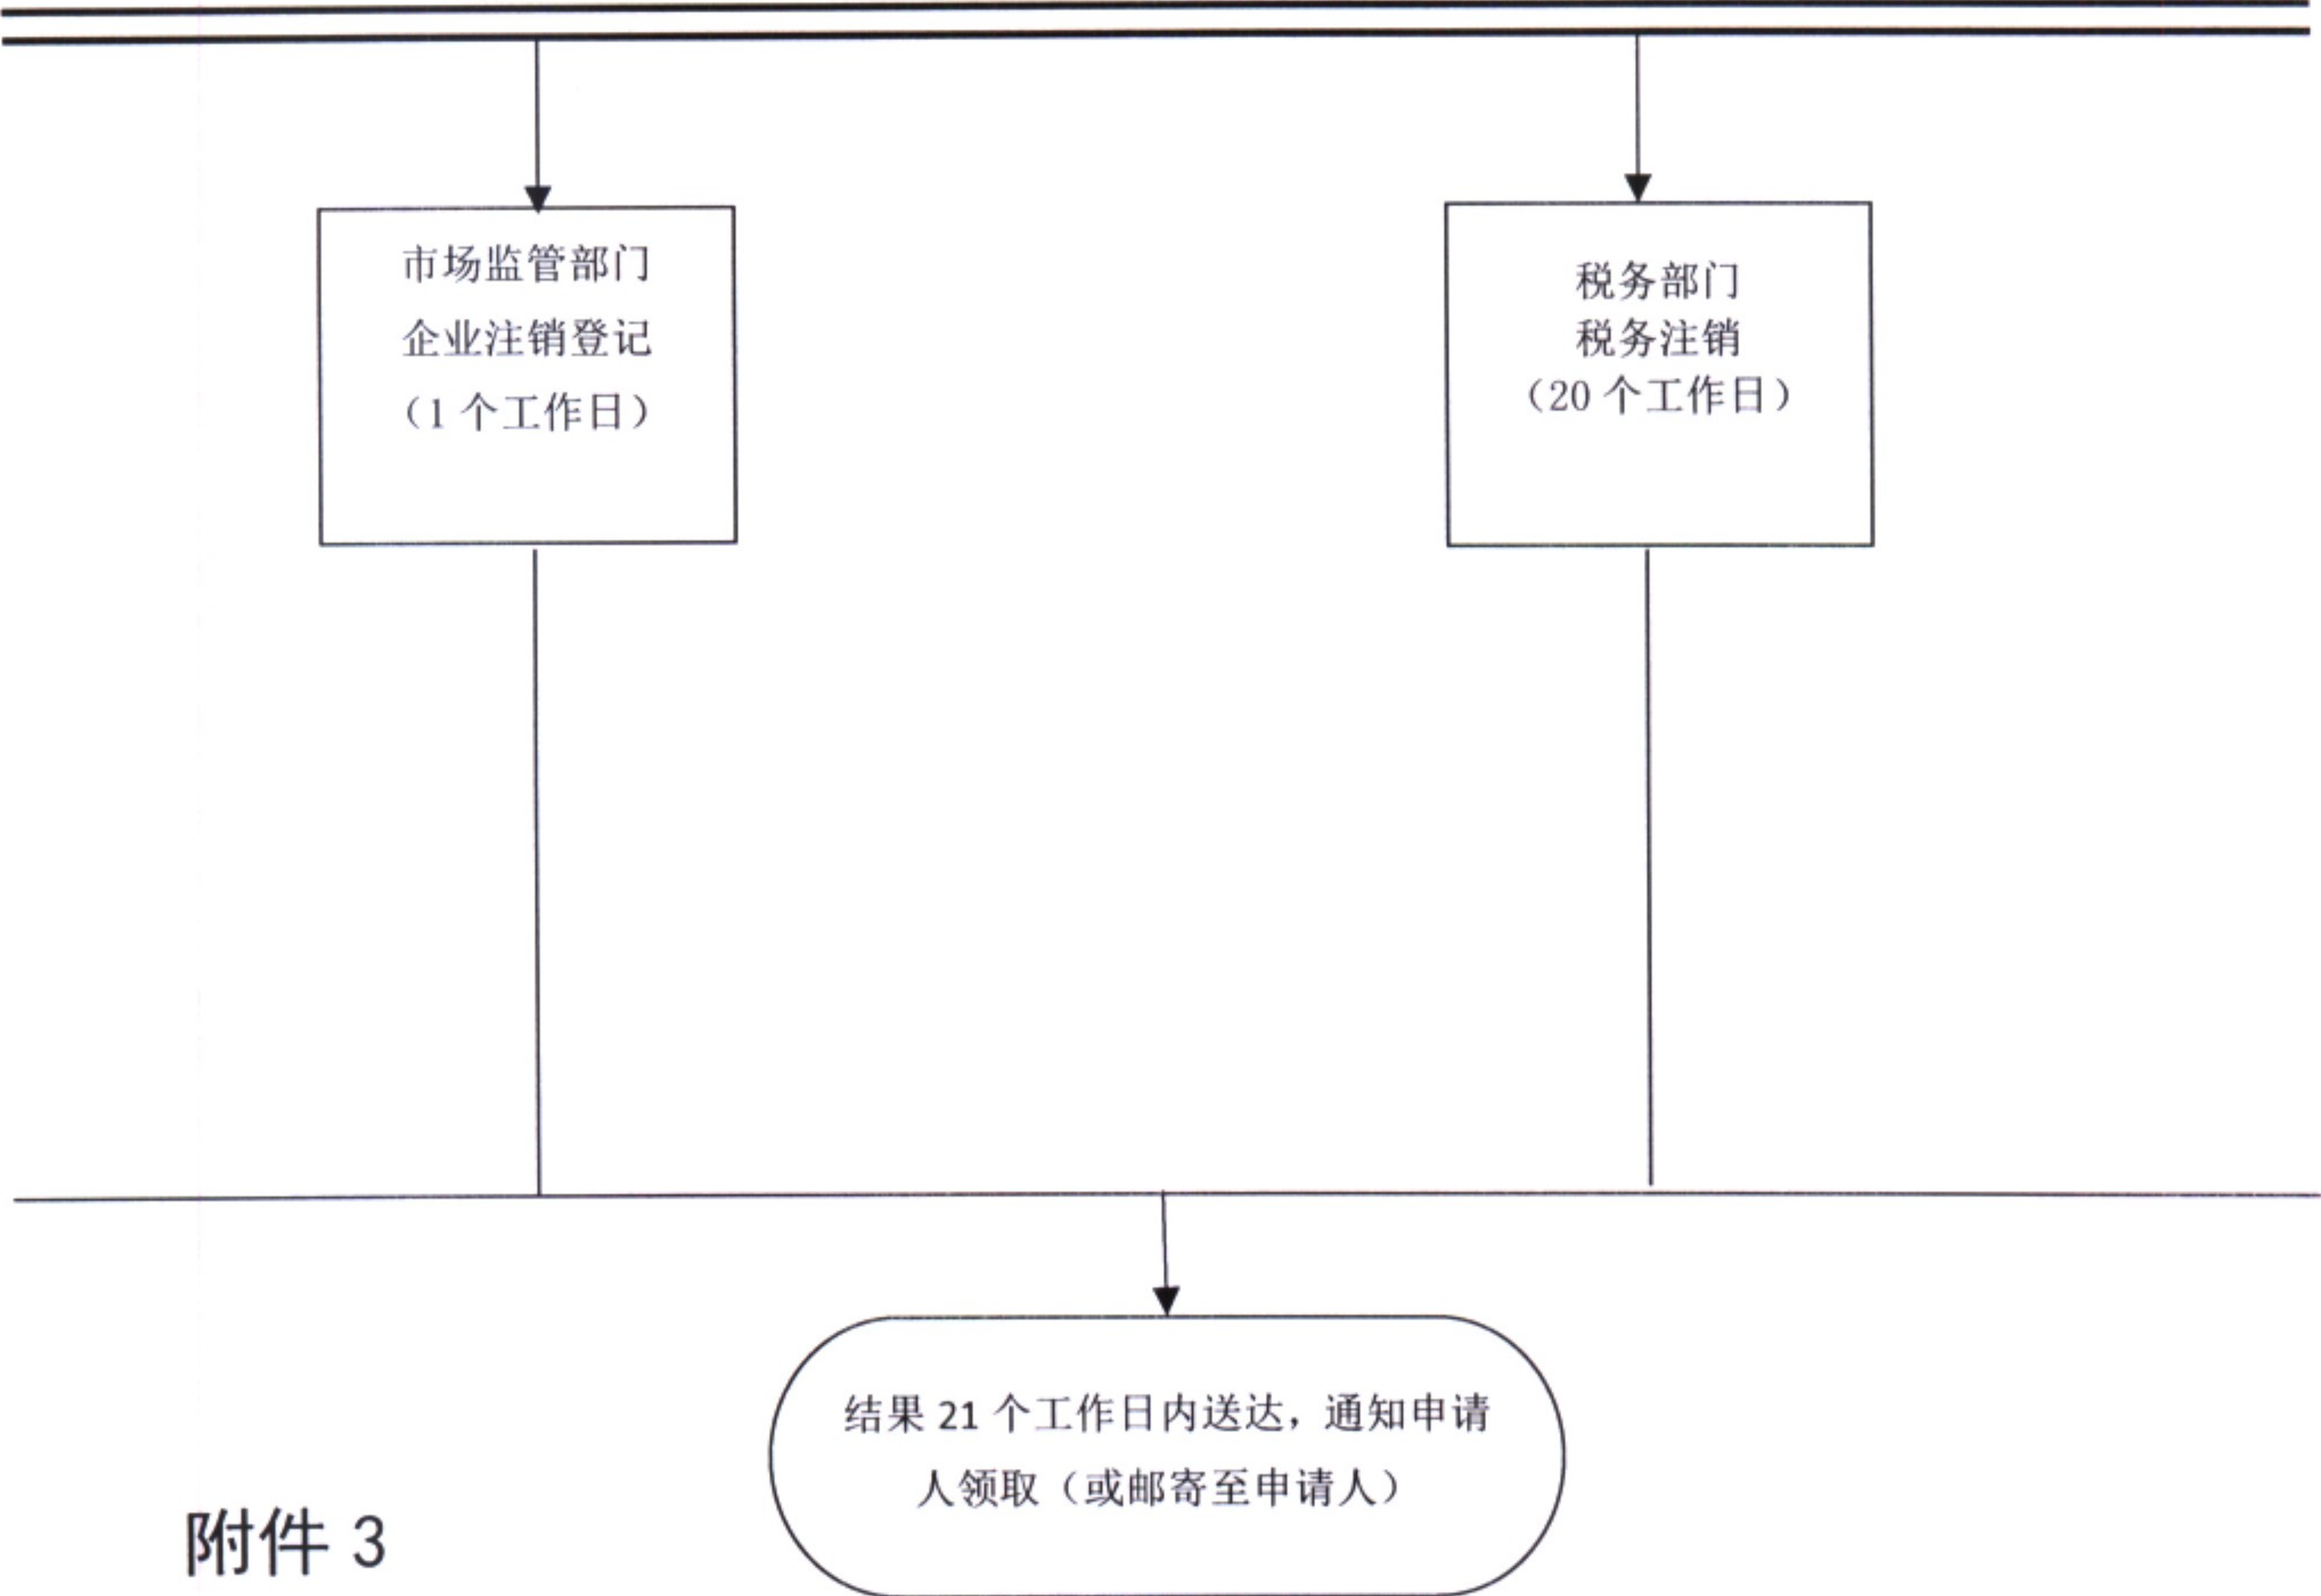 市场监管部门
企业注销登记
（1 个工作日）
税务部门
税务注销
（20 个工作日）
结果 21 个工作日内送达，通知申请
人领取（或邮寄至申请人）
附件 3